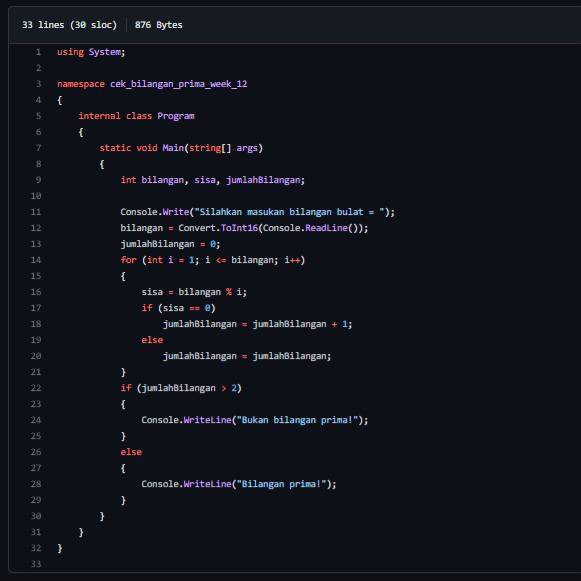 33 lines (30 sloc) 876 Bytes
1 using System;
2
3 namespace cek_bilangan_prima_week_12
4 {
5     internal class Program
6     {
7         static void Main(string[] args)
8         {
9             int bilangan, sisa, jumlahBilangan;
10
11             Console.Write("Silahkan masukan bilangan bulat = ");
12             bilangan = Convert.ToInt16(Console.ReadLine());
13             jumlahBilangan = 0;
14             for (int i = 1; i <= bilangan; i++)
15             {
16                 sisa = bilangan % i;
17                 if (sisa == 0)
18                     jumlahBilangan = jumlahBilangan + 1;
19                 else
20                     jumlahBilangan = jumlahBilangan;
21             }
22             if (jumlahBilangan > 2)
23             {
24                 Console.WriteLine("Bukan bilangan prima!");
25             }
26             else
27             {
28                 Console.WriteLine("Bilangan prima!");
29             }
30         }
31     }
32 }
33